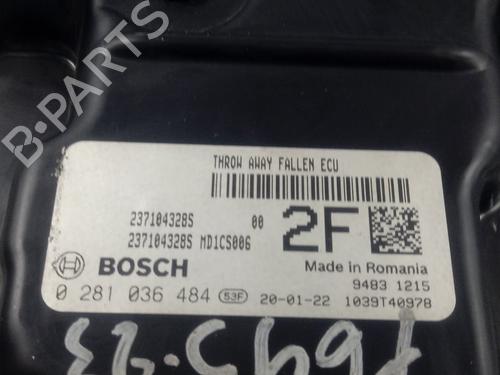 B-PARTS
THROW AWAY FALLEN ECU
237104328S 00
237104328S MD1CS006
2F
BOSCH
Made in Romania
9483 1215
0 281 036 484 53F 20-01-22 1039T40978